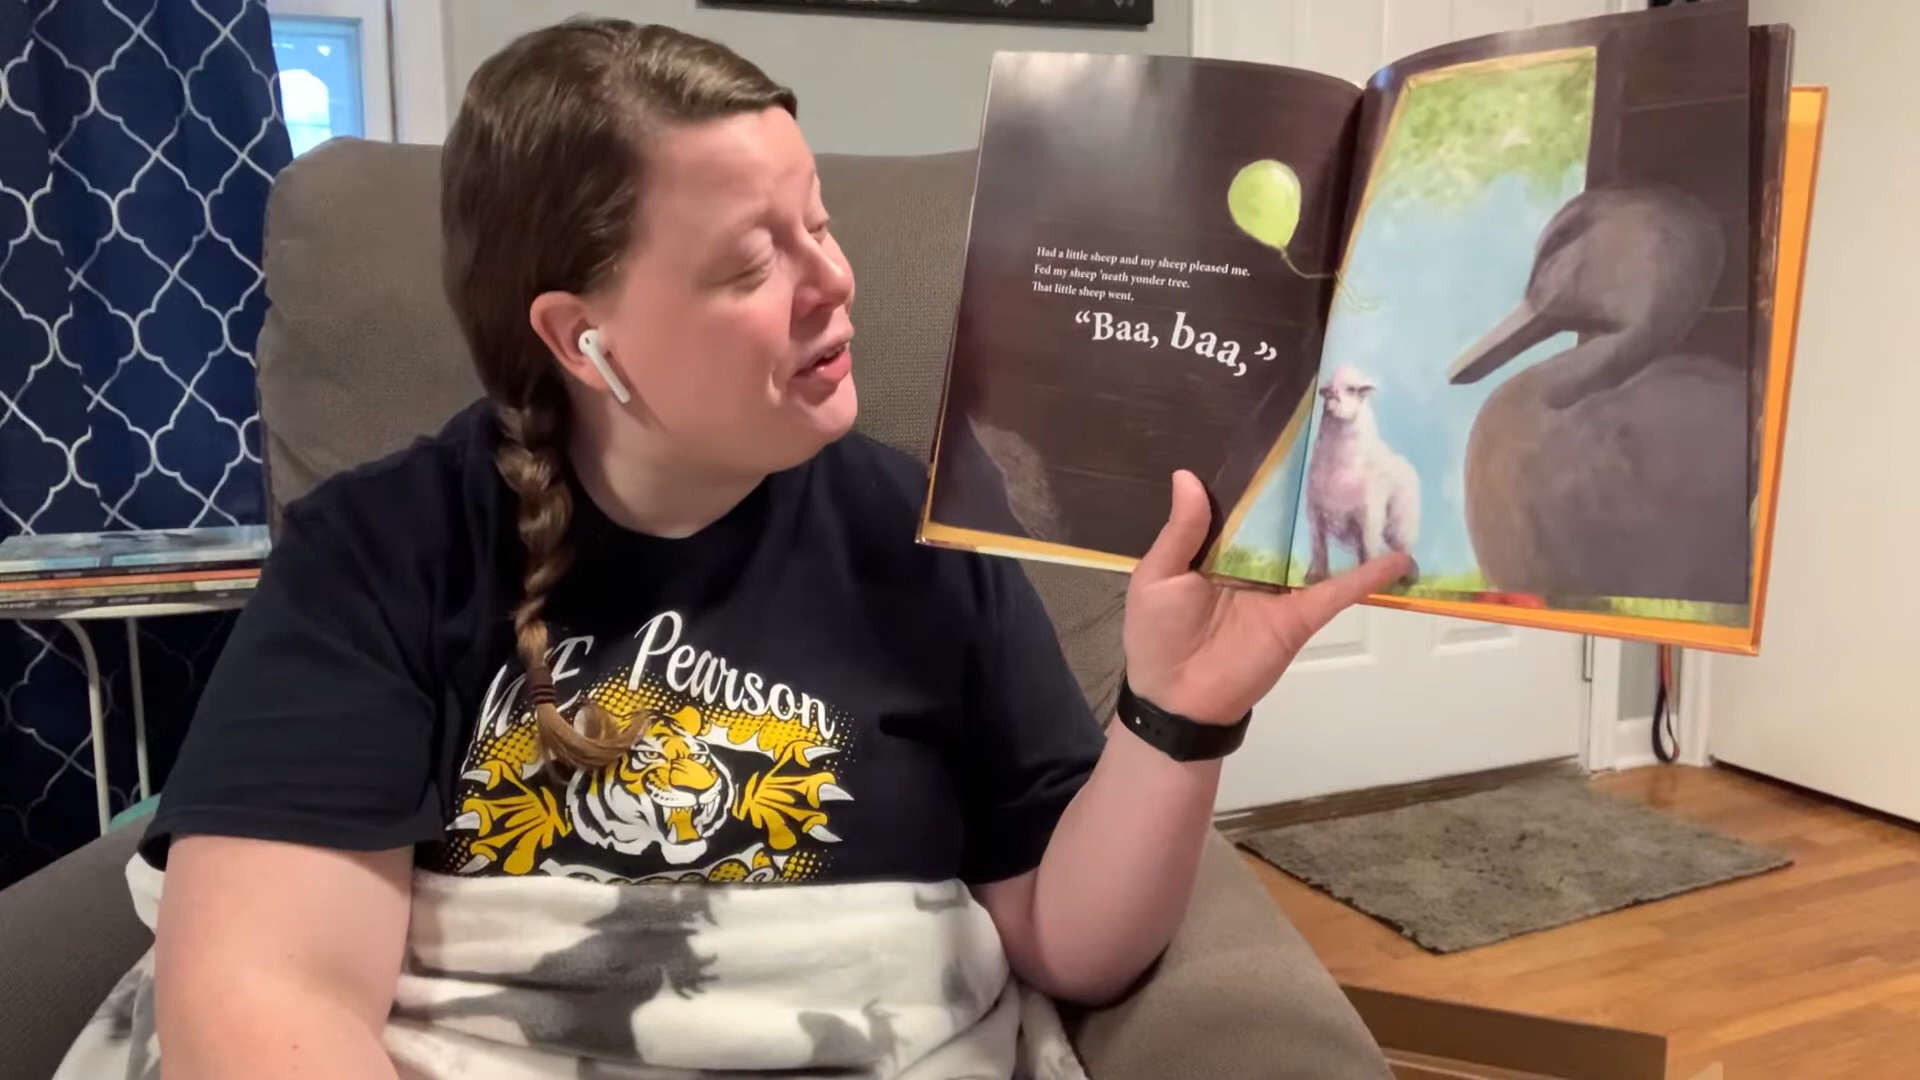 Had a little sheep and my sheep pleased me.
Fed my sheep 'neath yonder tree.
That little sheep went,
"Baa, baa,"
M.E. Pearson